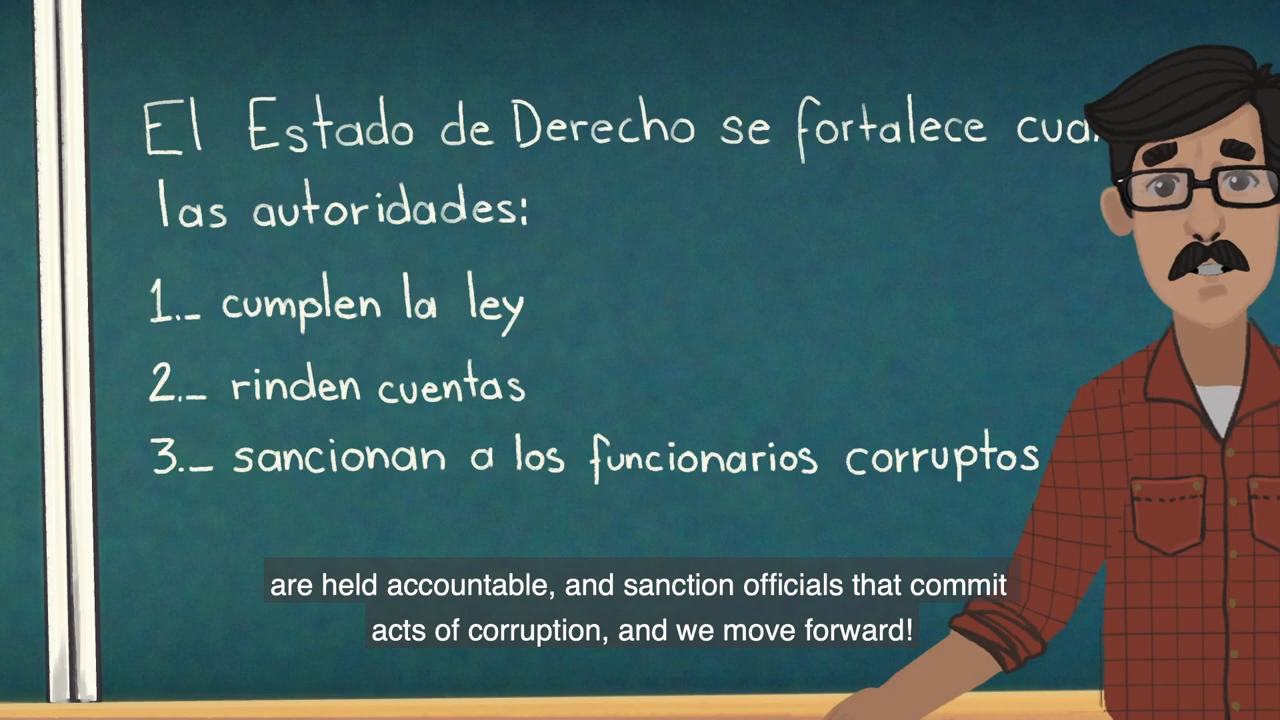 El Estado de Derecho se fortalece
las autoridades:
1._ cumplen la ley
2._ rinden cuentas
3._ sancionan a los funcionarios corruptos
are held accountable, and sanction officials that commit
acts of corruption, and we move forward!